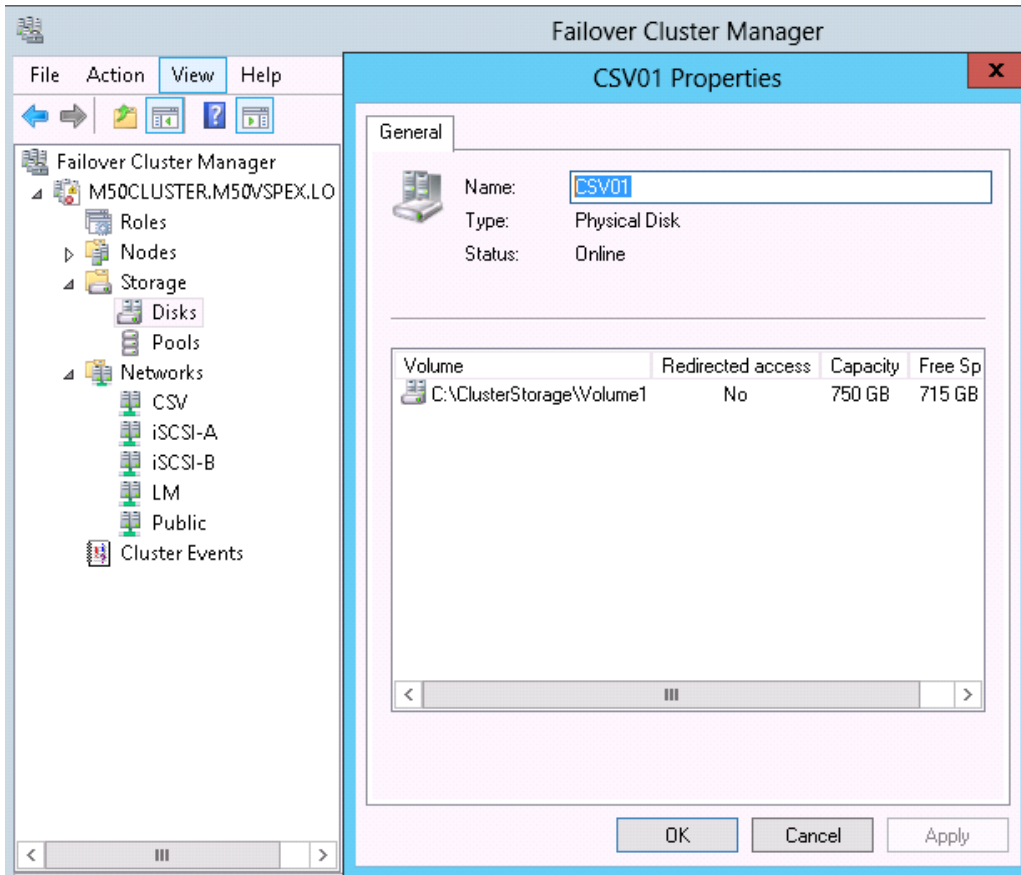 Failover Cluster Manager
File Action View Help
Failover Cluster Manager
M50CLUSTER.M50VSPEX.LO
Roles
Nodes
Storage
Disks
Pools
Networks
CSV
iSCSI-A
iSCSI-B
LM
Public
Cluster Events
CSV01 Properties
x
General
Name: CSV01
Type: Physical Disk
Status: Online
Volume Redirected access Capacity Free Sp
C:\ClusterStorage\Volume1 No 750 GB 715 GB
OK Cancel Apply